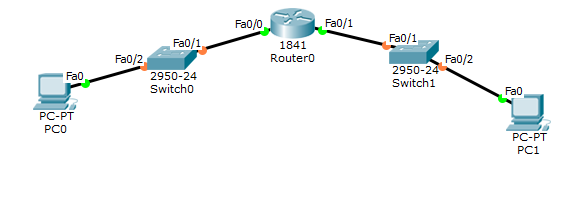 Fa0/0
Fa0/1
1841
Router0
Fa0/1
Fa0/2
2950-24
Switch0
Fa0/1
2950-24
Fa0/2
Switch1
Fa0
PC-PT
PC0
Fa0
PC-PT
PC1